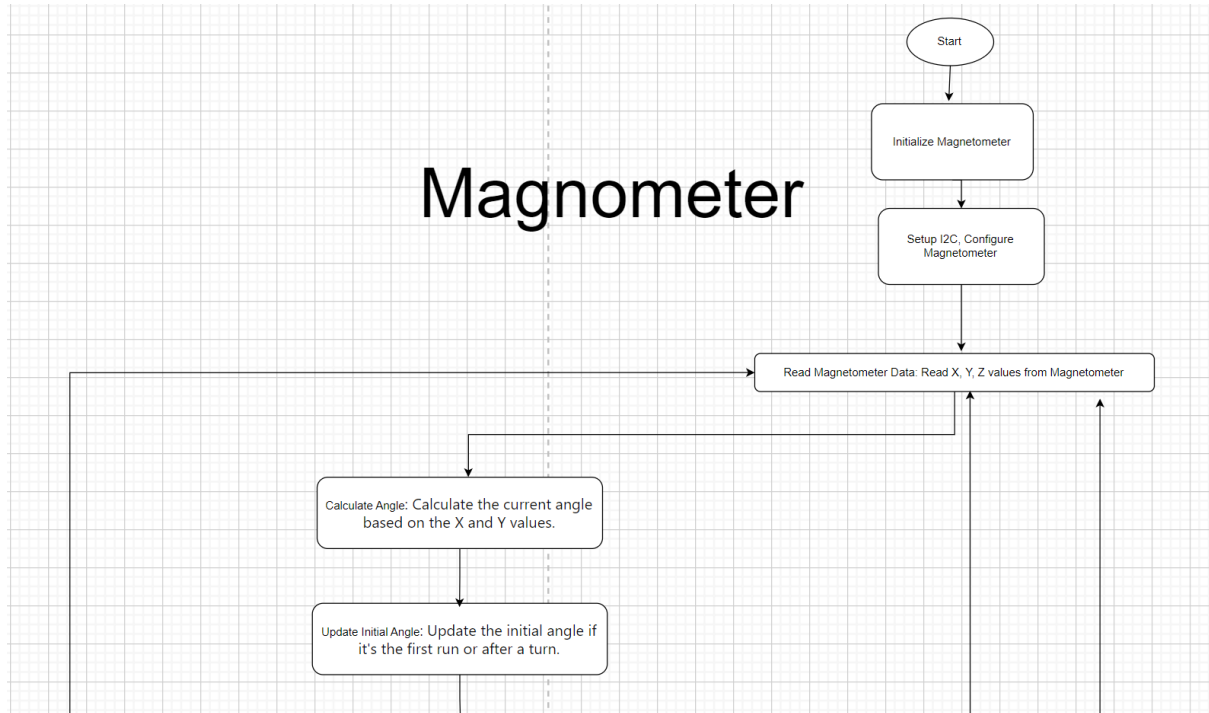 Start
Initialize Magnetometer
Magnometer
Setup I2C, Configure
Magnetometer
Read Magnetometer Data: Read X, Y, Z values from Magnetometer
Calculate Angle: Calculate the current angle
based on the X and Y values.
Update Initial Angle: Update the initial angle if
it's the first run or after a turn.